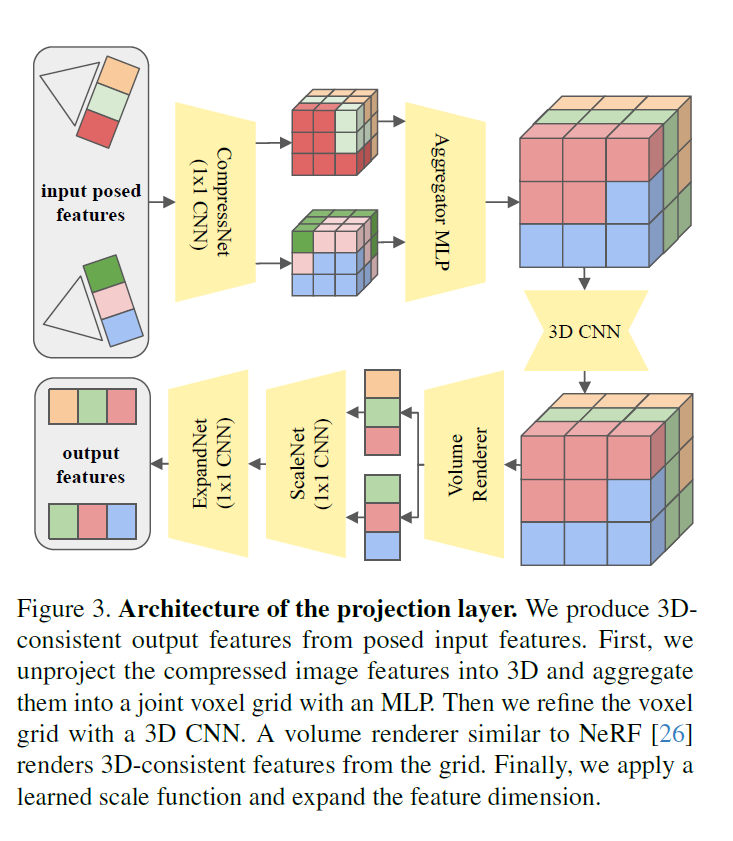 input posed
features
CompressNet
(1x1 CNN)
Aggregator MLP
3D CNN
Volume
Renderer
ScaleNet
(1x1 CNN)
ExpandNet
(1x1 CNN)
output
features
Figure 3. Architecture of the projection layer. We produce 3D-
consistent output features from posed input features. First, we
unproject the compressed image features into 3D and aggregate
them into a joint voxel grid with an MLP. Then we refine the voxel
grid with a 3D CNN. A volume renderer similar to NeRF [26]
renders 3D-consistent features from the grid. Finally, we apply a
learned scale function and expand the feature dimension.